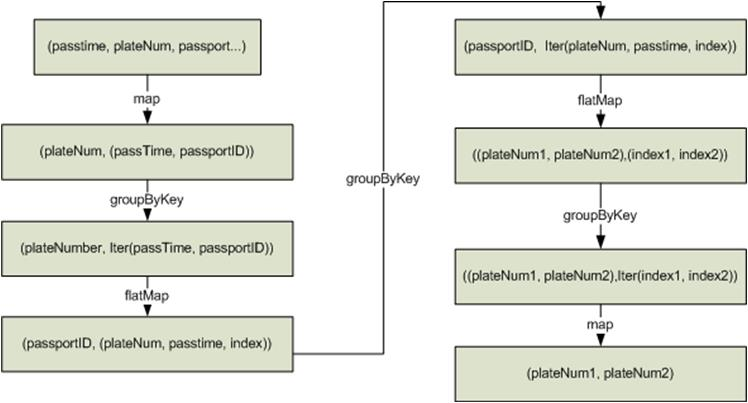 (passtime, plateNum, passport...)
map
(plateNum, (passTime, passportID))
groupByKey
(plateNumber, Iter(passTime, passportID))
flatMap
(passportID, (plateNum, passtime, index))
groupByKey
(passportID, Iter(plateNum, passtime, index))
flatMap
((plateNum1, plateNum2),(index1, index2))
groupByKey
((plateNum1, plateNum2),Iter(index1, index2))
map
(plateNum1, plateNum2)